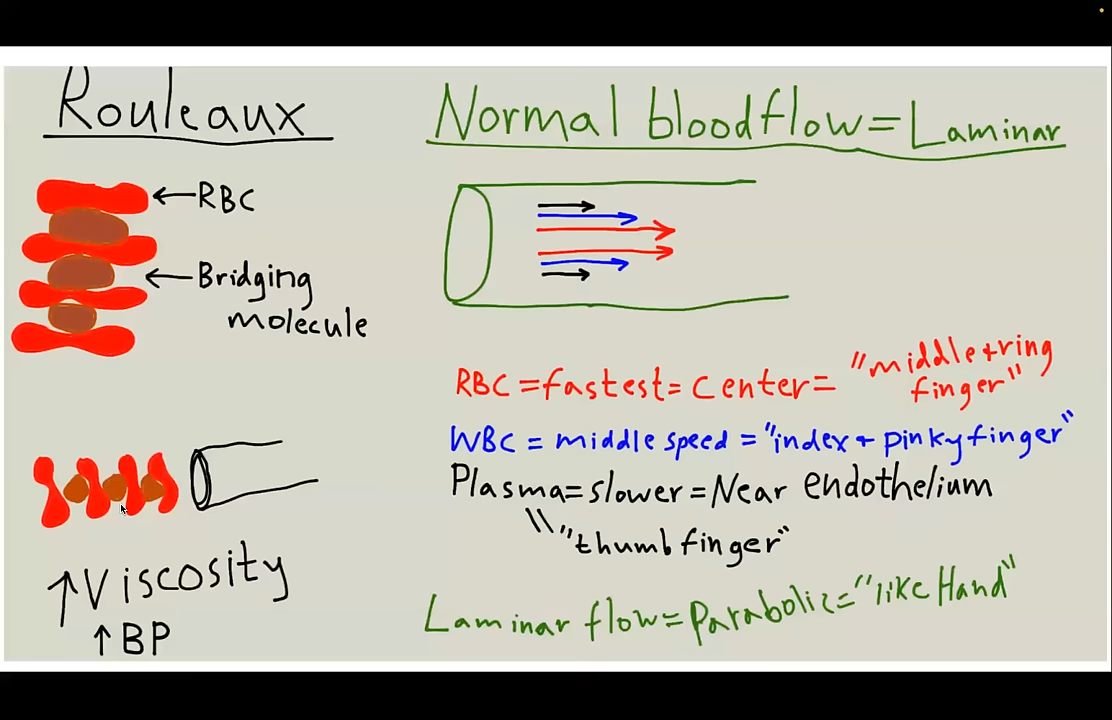 Rouleaux
RBC
Bridging
molecule
↑Viscosity
↑BP
Normal bloodflow=Laminar
RBC=fastest=Center="middle+ring
finger"
WBC = middle speed = "index + pinky finger"
Plasma=slower=Near endothelium
"thumb finger"
Laminar flow=Parabolic="like Hand"